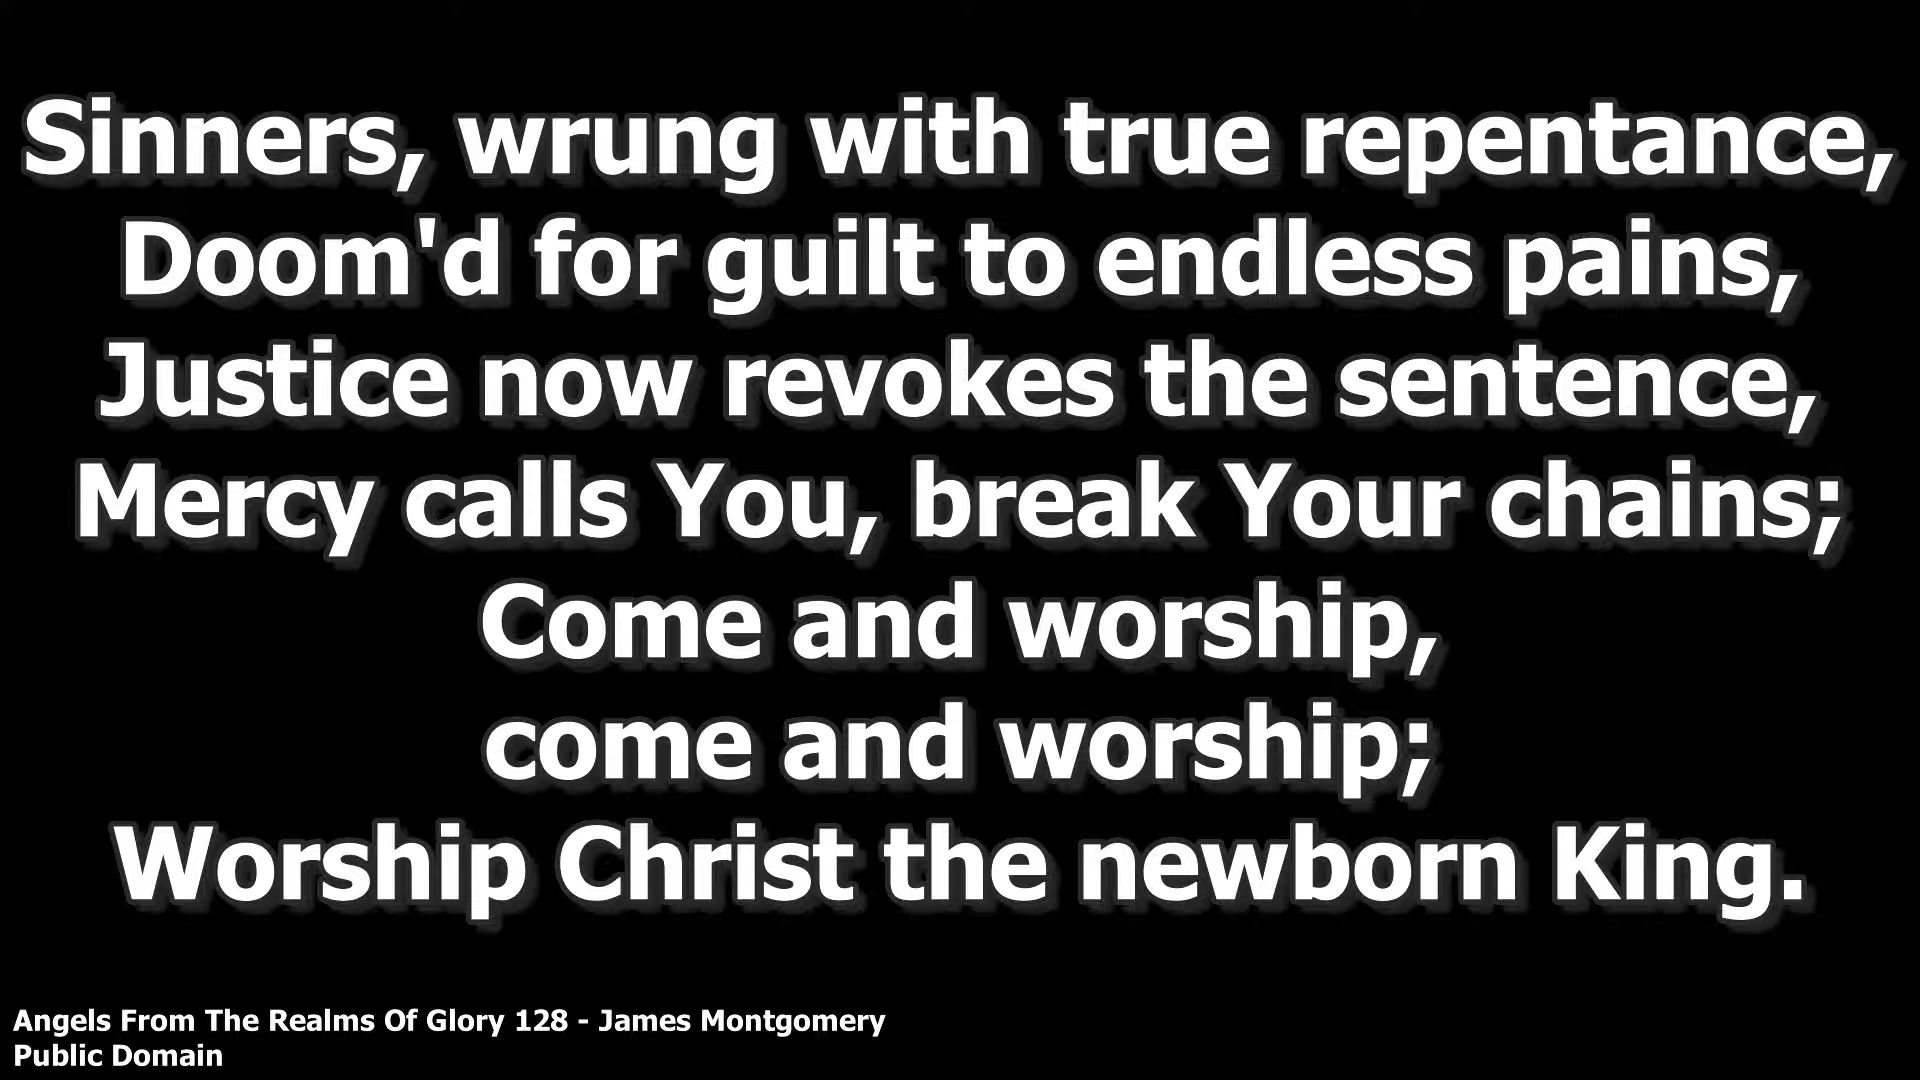 Sinners, wrung with true repentance,
Doom'd for guilt to endless pains,
Justice now revokes the sentence,
Mercy calls You, break Your chains;
Come and worship,
come and worship;
Worship Christ the newborn King.
Angels From The Realms Of Glory 128 - James Montgomery
Public Domain